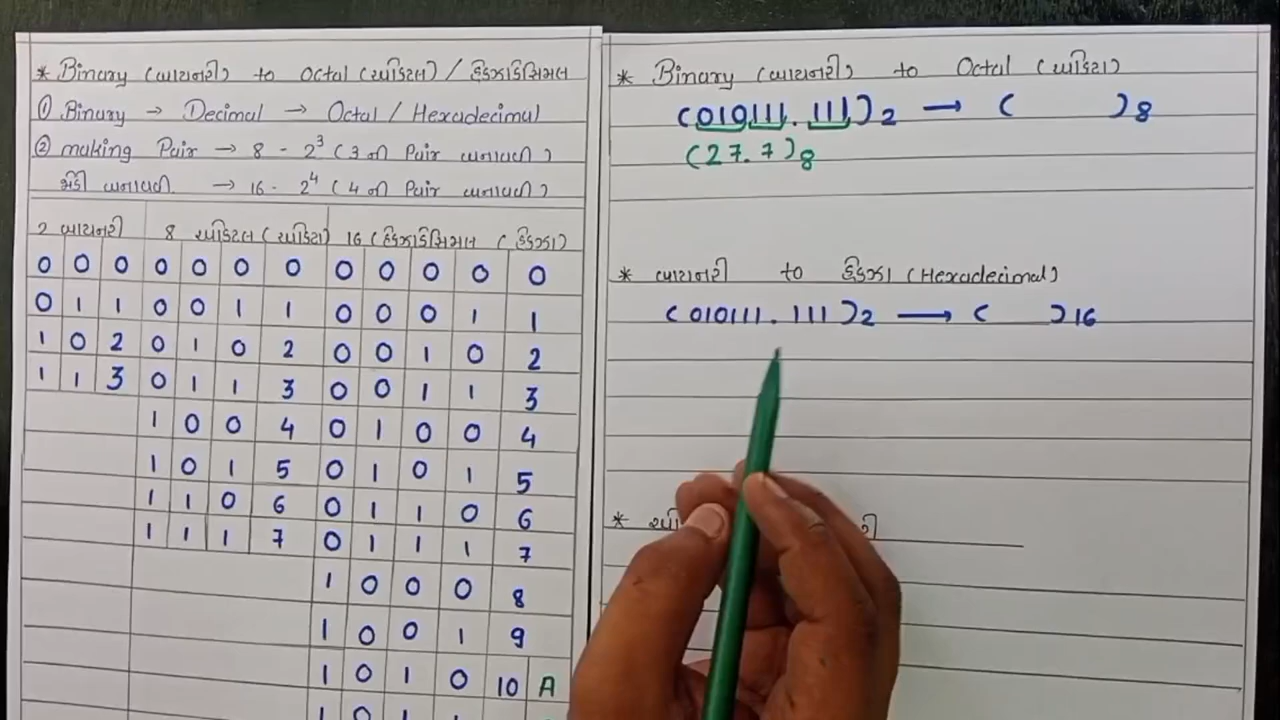 * Binary (બાયનરી) to Octal (ઓક્ટિલ) / હેક્ઝાડેસિમલ
① Binary → Decimal → Octal / Hexadecimal
② making Pair → 8 - 2³ (3 ની Pair બનાવવી)
બનાવવી. → 16 - 2⁴ (4 ની Pair બનાવવી)
2 બાયનરી 8 16
0 0 0 0 0 0 0 0 0 0 0 0
0 1 1 0 0 1 1 0 0 0 1 1
1 0 2 0 1 0 2 0 0 1 0 2
1 1 3 0 1 1 3 0 0 1 1 3
1 0 0 4 0 1 0 0 4
1 0 1 5 0 1 0 1 5
1 1 0 6 0 1 1 0 6
1 1 1 7 0 1 1 1 7
1 0 0 0 8
1 0 0 1 9
1 0 1 0 10 A
* Binary (બાયનરી) to Octal
(010111.111)2 → ( )8
(27.7)8
* બાયનરી to હેક્ઝા (Hexadecimal)
(010111.111)2 → ( )16
*